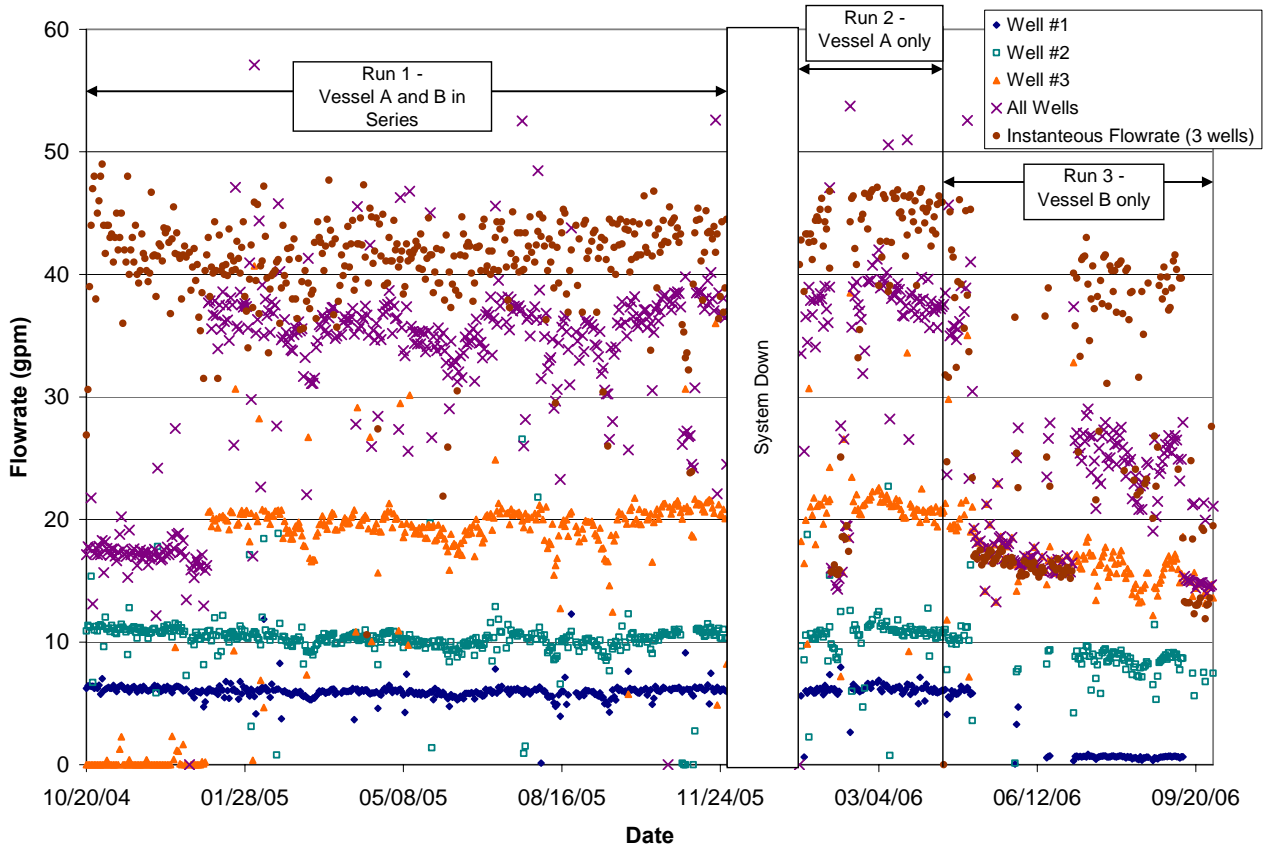 60
50
40
30
20
10
0
Flowrate (gpm)
10/20/04
01/28/05
05/08/05
08/16/05
11/24/05
03/04/06
06/12/06
09/20/06
Date
Run 1 -
Vessel A and B in
Series
System Down
Run 2 -
Vessel A only
Run 3 -
Vessel B only
Well #1
Well #2
Well #3
All Wells
Instanteous Flowrate (3 wells)